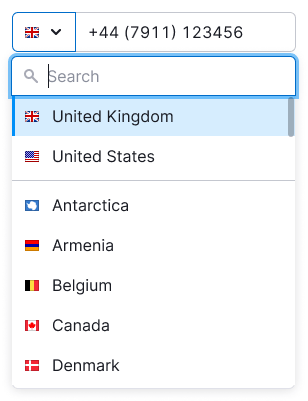 +44 (7911) 123456
Search
United Kingdom
United States
Antarctica
Armenia
Belgium
Canada
Denmark